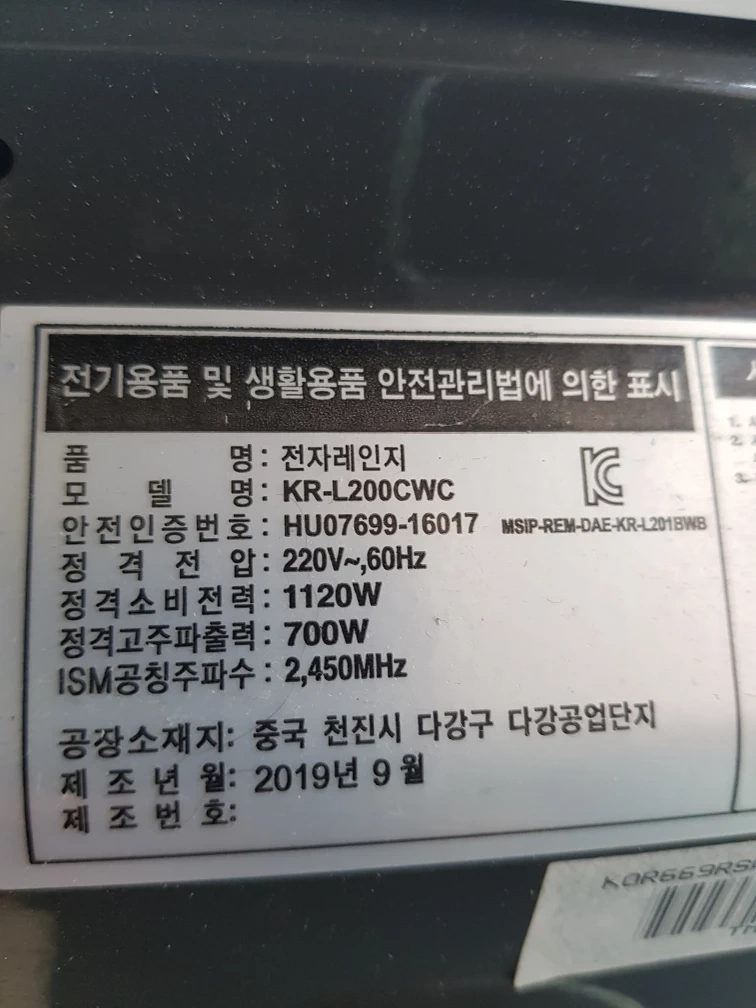 전기용품 및 생활용품 안전관리법에 의한 표시
품 명: 전자레인지
모 델 명: KR-L200CWC
안전인증번호: HU07699-16017
MSIP-REM-DAE-KR-L201BWB
정 격 전 압: 220V~,60Hz
정격소비전력: 1120W
정격고주파출력: 700W
ISM공칭주파수: 2,450MHz
공장소재지: 중국 천진시 다강구 다강공업단지
제 조 년 월: 2019년 9월
제 조 번 호:
1.
2.
3.
KOR669RS